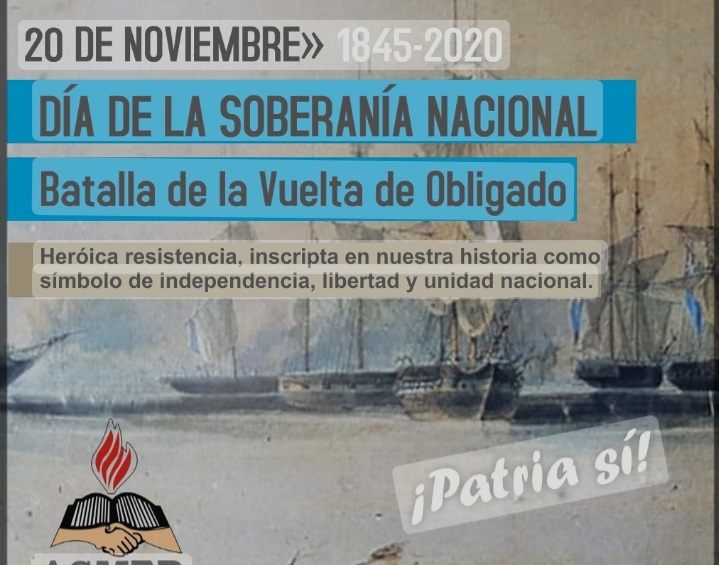 20 DE NOVIEMBRE» 1845-2020
DÍA DE LA SOBERANÍA NACIONAL
Batalla de la Vuelta de Obligado
Heróica resistencia, inscripta en nuestra historia como
símbolo de independencia, libertad y unidad nacional.
¡Patria sí!